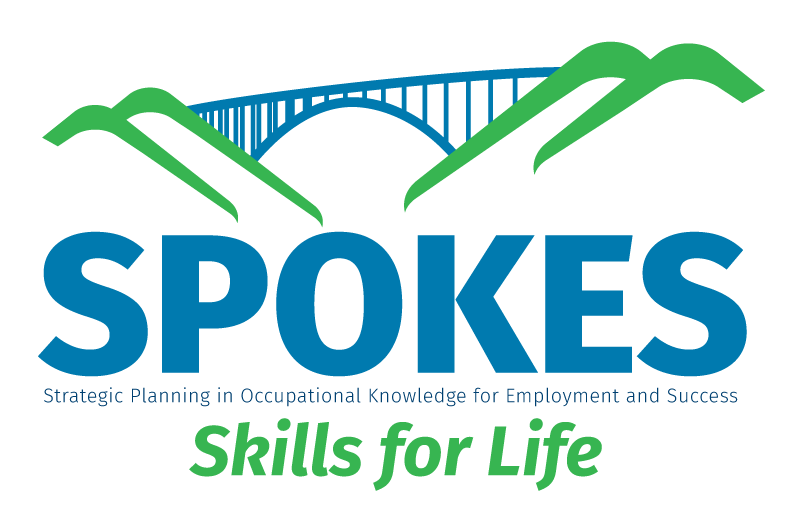 SPOKES
Strategic Planning in Occupational Knowledge for Employment and Success
Skills for Life